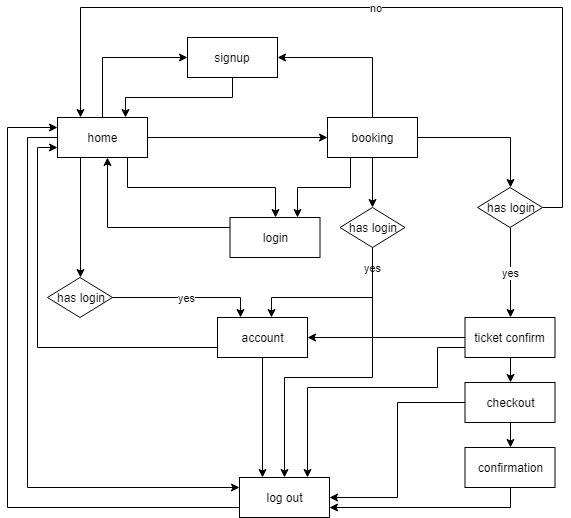 no
signup
home
booking
has login
login
has login
yes
yes
has login
yes
account
ticket confirm
checkout
confirmation
log out